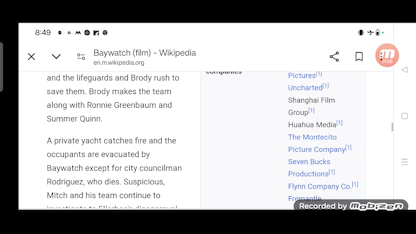 8:49
Baywatch (film) - Wikipedia
en.m.wikipedia.org
and the lifeguards and Brody rush to
save them. Brody makes the team
along with Ronnie Greenbaum and
Summer Quinn.
A private yacht catches fire and the
occupants are evacuated by
Baywatch except for city councilman
Rodriguez, who dies. Suspicious,
Mitch and his team continue to
companies
Pictures[1]
Uncharted[1]
Shanghai Film
Group[1]
Huahua Media[1]
The Montecito
Picture Company[1]
Seven Bucks
Productions[1]
Flynn Company Co.[1]
Fremantle
Recorded by Mobizen